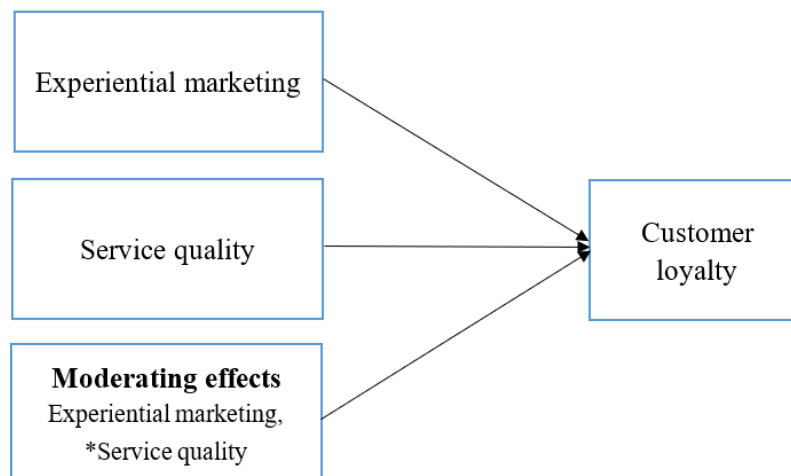 Experiential marketing
Service quality
Moderating effects
Experiential marketing,
*Service quality
Customer
loyalty